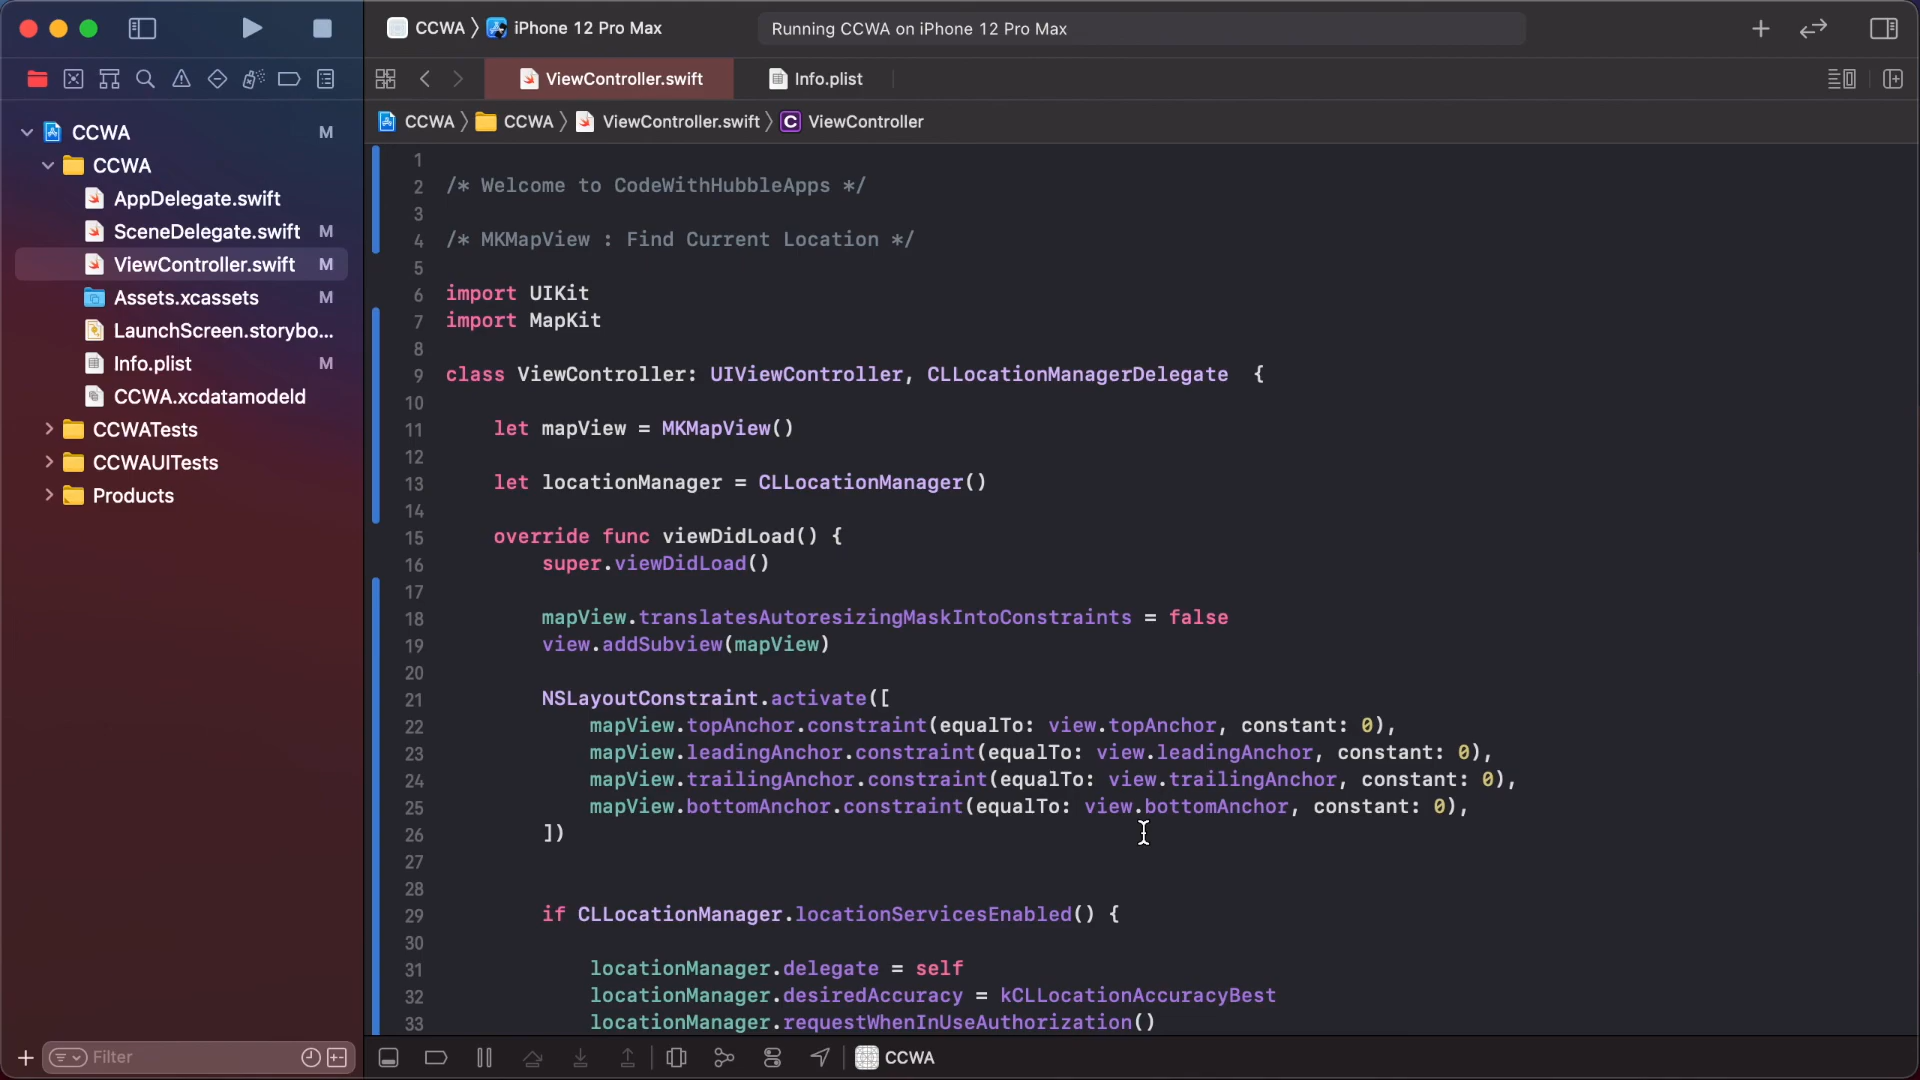 CCWA 〉 iPhone 12 Pro Max
Running CCWA on iPhone 12 Pro Max
ViewController.swift
Info.plist
CCWA 〉 CCWA 〉 ViewController.swift 〉 C ViewController
CCWA M
CCWA
AppDelegate.swift
SceneDelegate.swift M
ViewController.swift M
Assets.xcassets M
LaunchScreen.storybo...
Info.plist M
CCWA.xcdatamodeld
CCWATests
CCWAUITests
Products
1
2 /* Welcome to CodeWithHubbleApps */
3
4 /* MKMapView : Find Current Location */
5
6 import UIKit
7 import MapKit
8
9 class ViewController: UIViewController, CLLocationManagerDelegate  {
10
11     let mapView = MKMapView()
12
13     let locationManager = CLLocationManager()
14
15     override func viewDidLoad() {
16         super.viewDidLoad()
17
18         mapView.translatesAutoresizingMaskIntoConstraints = false
19         view.addSubview(mapView)
20
21         NSLayoutConstraint.activate([
22             mapView.topAnchor.constraint(equalTo: view.topAnchor, constant: 0),
23             mapView.leadingAnchor.constraint(equalTo: view.leadingAnchor, constant: 0),
24             mapView.trailingAnchor.constraint(equalTo: view.trailingAnchor, constant: 0),
25             mapView.bottomAnchor.constraint(equalTo: view.bottomAnchor, constant: 0),
26         ])
27
28
29         if CLLocationManager.locationServicesEnabled() {
30
31             locationManager.delegate = self
32             locationManager.desiredAccuracy = kCLLocationAccuracyBest
33             locationManager.requestWhenInUseAuthorization()
Filter
CCWA